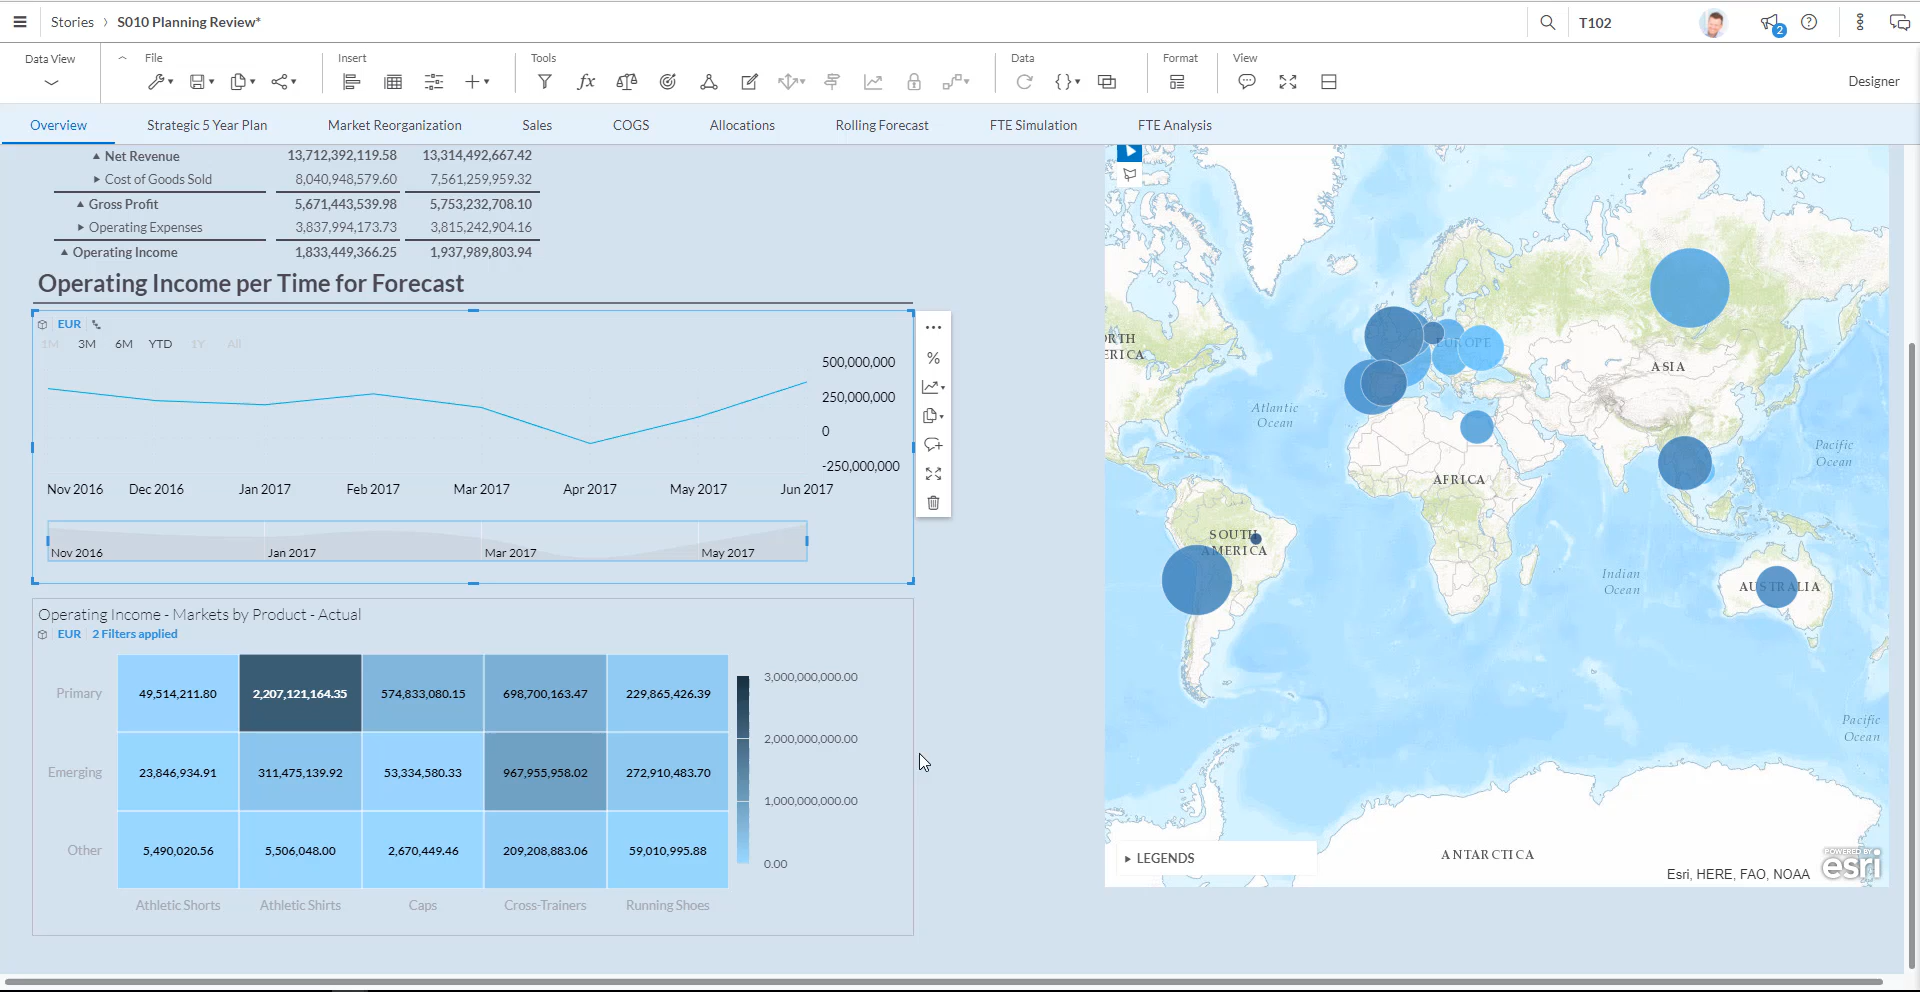 Stories › S010 Planning Review*
T102
2
Data View
File
Insert
Tools
Data
Format
View
fx
{}
Designer
Overview
Strategic 5 Year Plan
Market Reorganization
Sales
COGS
Allocations
Rolling Forecast
FTE Simulation
FTE Analysis
Net Revenue 13,712,392,119.58 13,314,492,667.42
Cost of Goods Sold 8,040,948,579.60 7,561,259,959.32
Gross Profit 5,671,443,539.98 5,753,232,708.10
Operating Expenses 3,837,994,173.73 3,815,242,904.16
Operating Income 1,833,449,366.25 1,937,989,803.94
Operating Income per Time for Forecast
EUR
1M 3M 6M YTD 1Y All
%
500,000,000
250,000,000
0
-250,000,000
Nov 2016 Dec 2016 Jan 2017 Feb 2017 Mar 2017 Apr 2017 May 2017 Jun 2017
Nov 2016 Jan 2017 Mar 2017 May 2017
Operating Income - Markets by Product - Actual
EUR 2 Filters applied
Primary 49,514,211.80 2,207,121,164.35 574,833,080.15 698,700,163.47 229,865,426.39
Emerging 23,846,934.91 311,475,139.92 53,334,580.33 967,955,958.02 272,910,483.70
Other 5,490,020.56 5,506,048.00 2,670,449.46 209,208,883.06 59,010,995.88
Athletic Shorts Athletic Shirts Caps Cross-Trainers Running Shoes
3,000,000,000.00
2,000,000,000.00
1,000,000,000.00
0.00
RTH
ERICA
EUROPE
ASIA
Atlantic
Ocean
Pacific
Ocean
AFRICA
SOUTH
AMERICA
Indian
Ocean
AUSTRALIA
Pacific
Ocean
ANTARCTICA
LEGENDS
POWERED BY
esri
Esri, HERE, FAO, NOAA